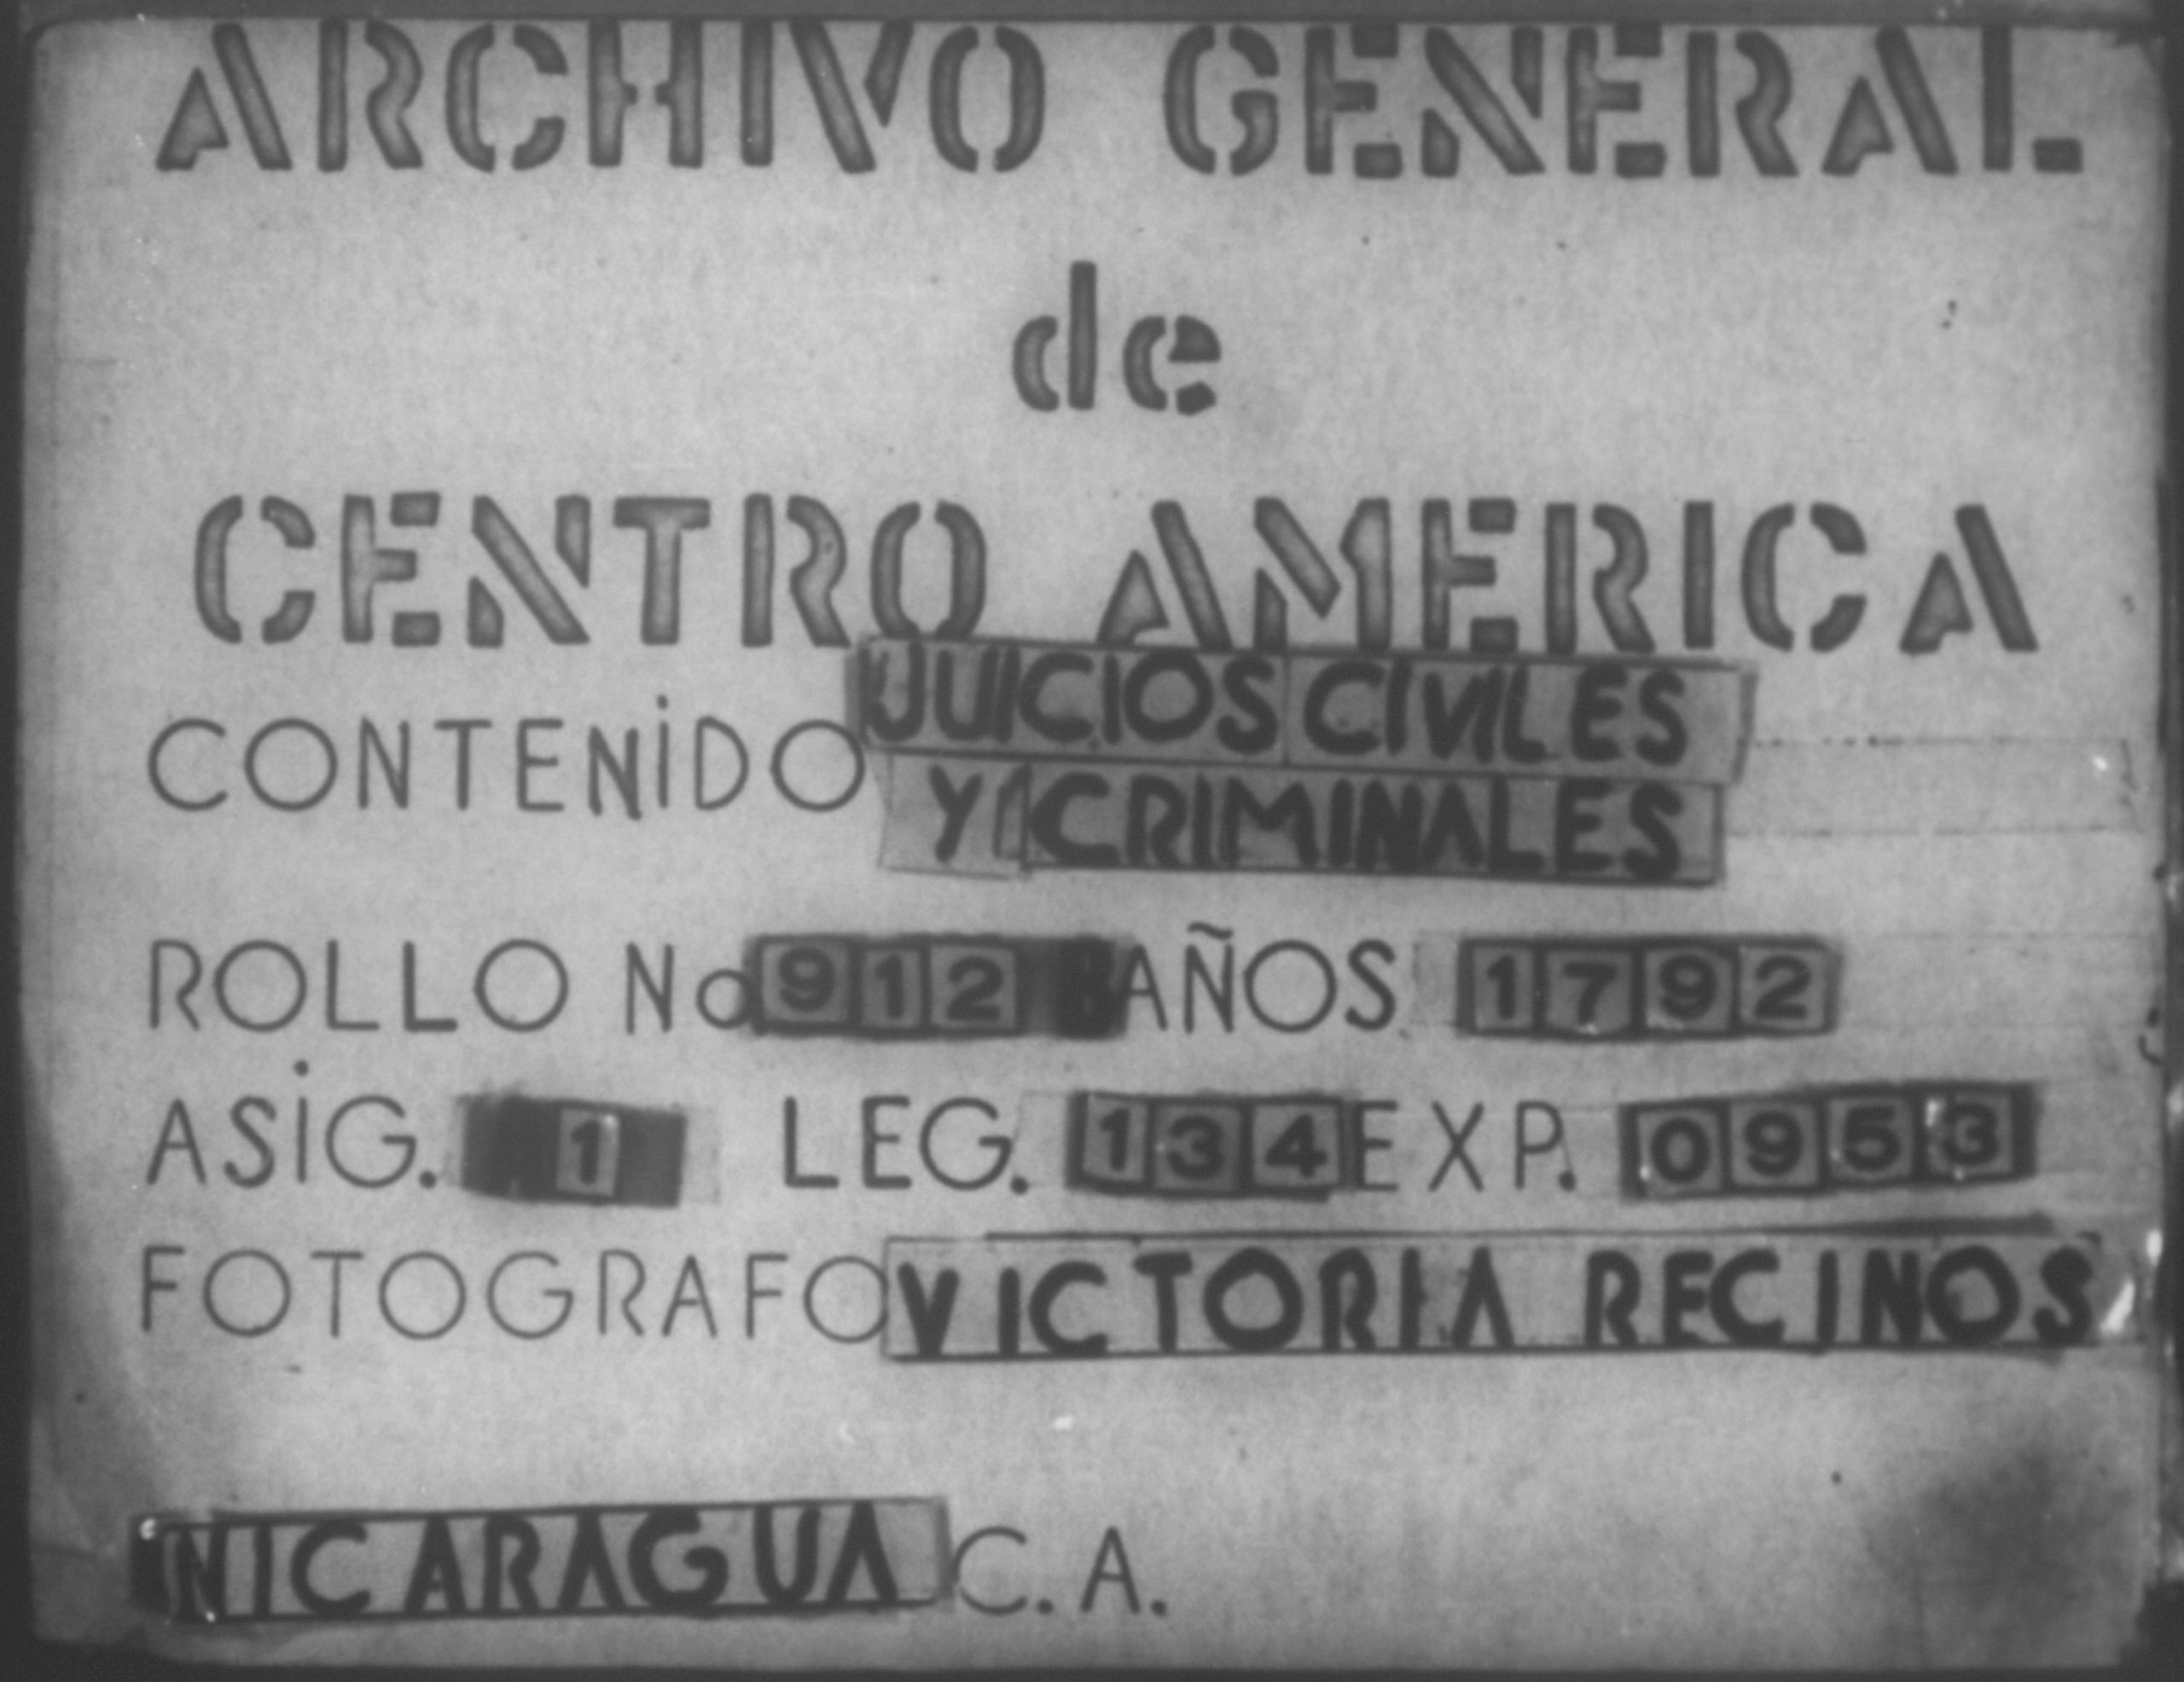 ARCHIVO GENERAL
de
CENTRO AMERICA
CONTENIDO JUICIOS CIVILES
Y CRIMINALES
ROLLO No 912 AÑOS 1792
ASIG. 1 LEG. 134 EXP. 0953
FOTOGRAFO VICTORIA RECINOS
NICARAGUA C.A.